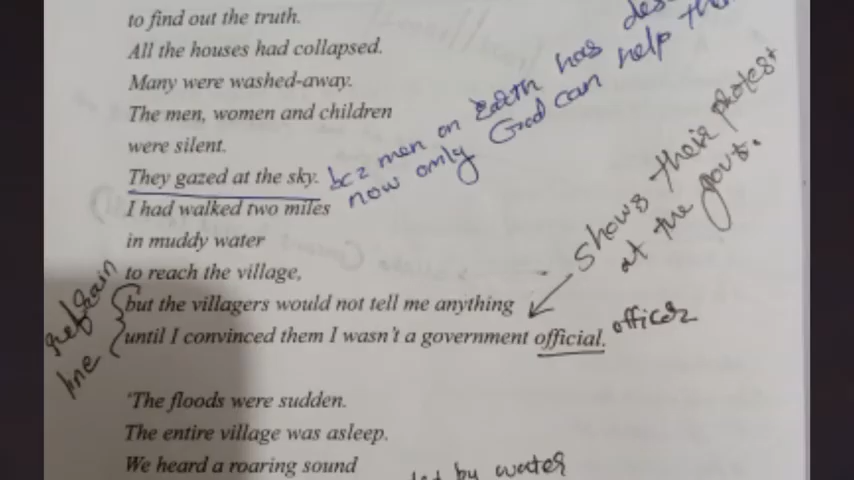 to find out the truth.
All the houses had collapsed.
Many were washed-away.
The men, women and children
were silent.
They gazed at the sky.
bcz men on Earth has des
now only Good can help the
I had walked two miles
in muddy water
to reach the village,
shows their protest
at the govt.
refrain
line
but the villagers would not tell me anything
until I convinced them I wasn't a government official.
officer
'The floods were sudden.
The entire village was asleep.
We heard a roaring sound
by water